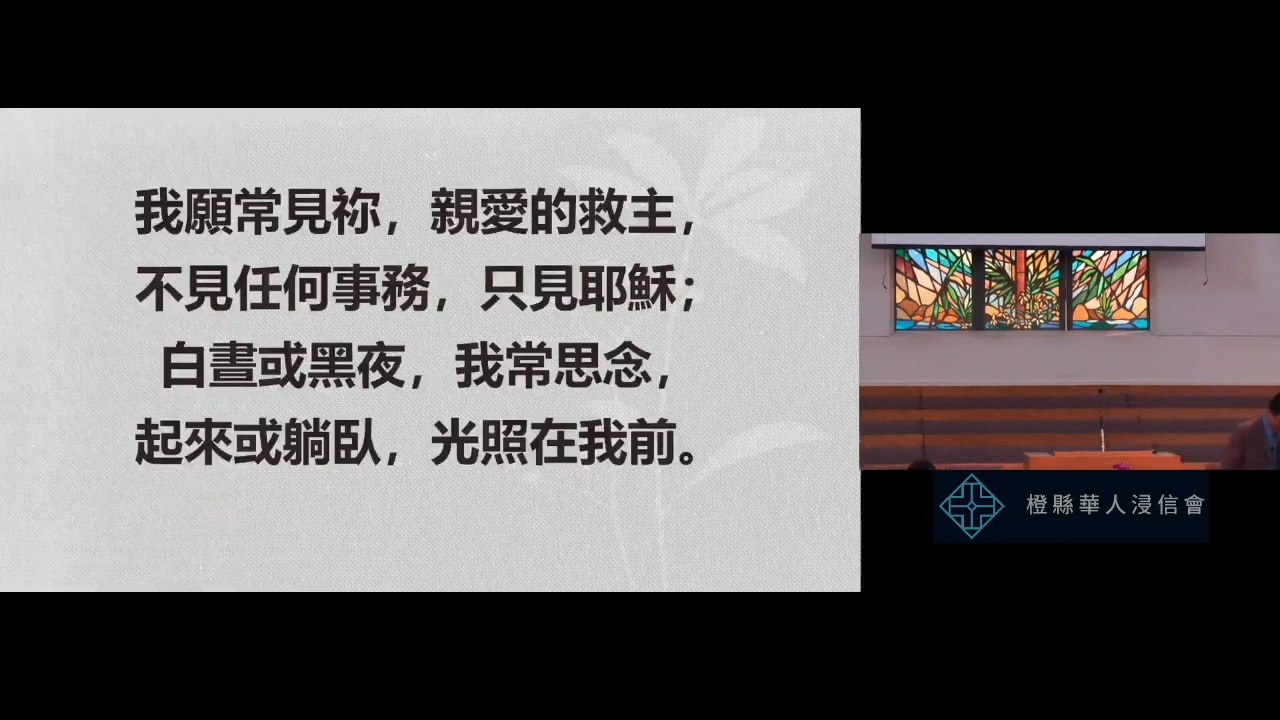 我願常見祢，親愛的救主，
不見任何事務，只見耶穌；
白晝或黑夜，我常思念，
起來或躺臥，光照在我前。
橙縣華人浸信會